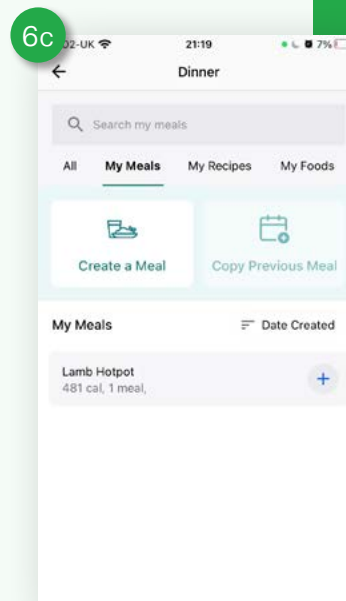 6c
O2-UK 21:19 7%
Dinner
Search my meals
All My Meals My Recipes My Foods
Create a Meal Copy Previous Meal
My Meals Date Created
Lamb Hotpot
481 cal, 1 meal,